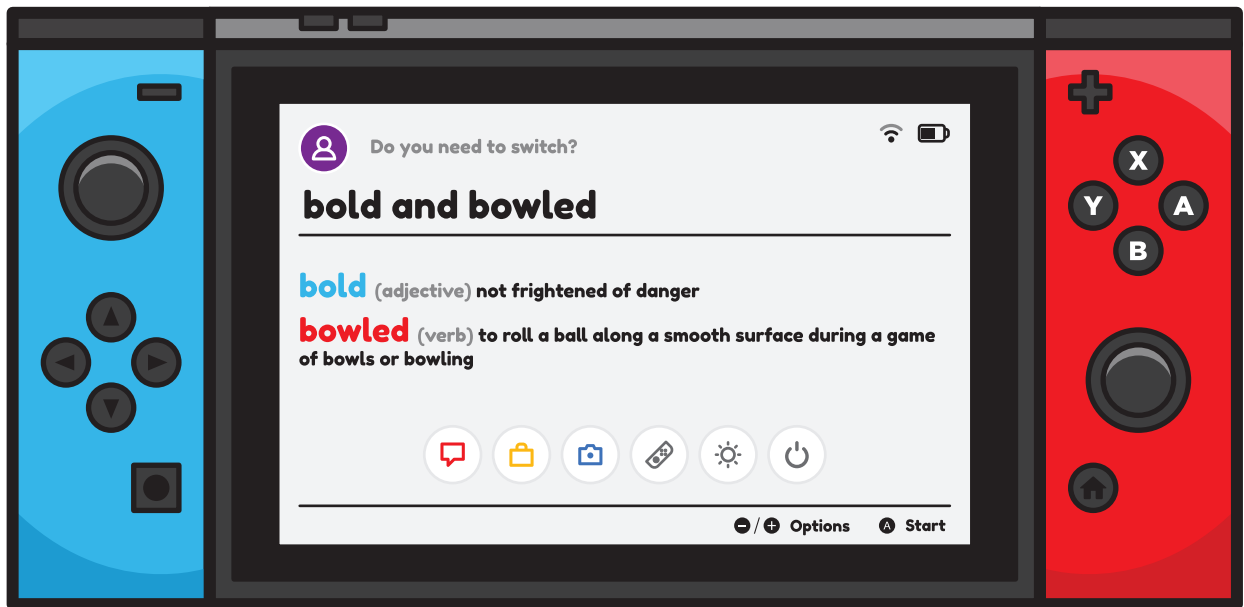 Do you need to switch?
bold and bowled
bold (adjective) not frightened of danger
bowled (verb) to roll a ball along a smooth surface during a game
of bowls or bowling
X
Y A
B
-/+ Options A Start